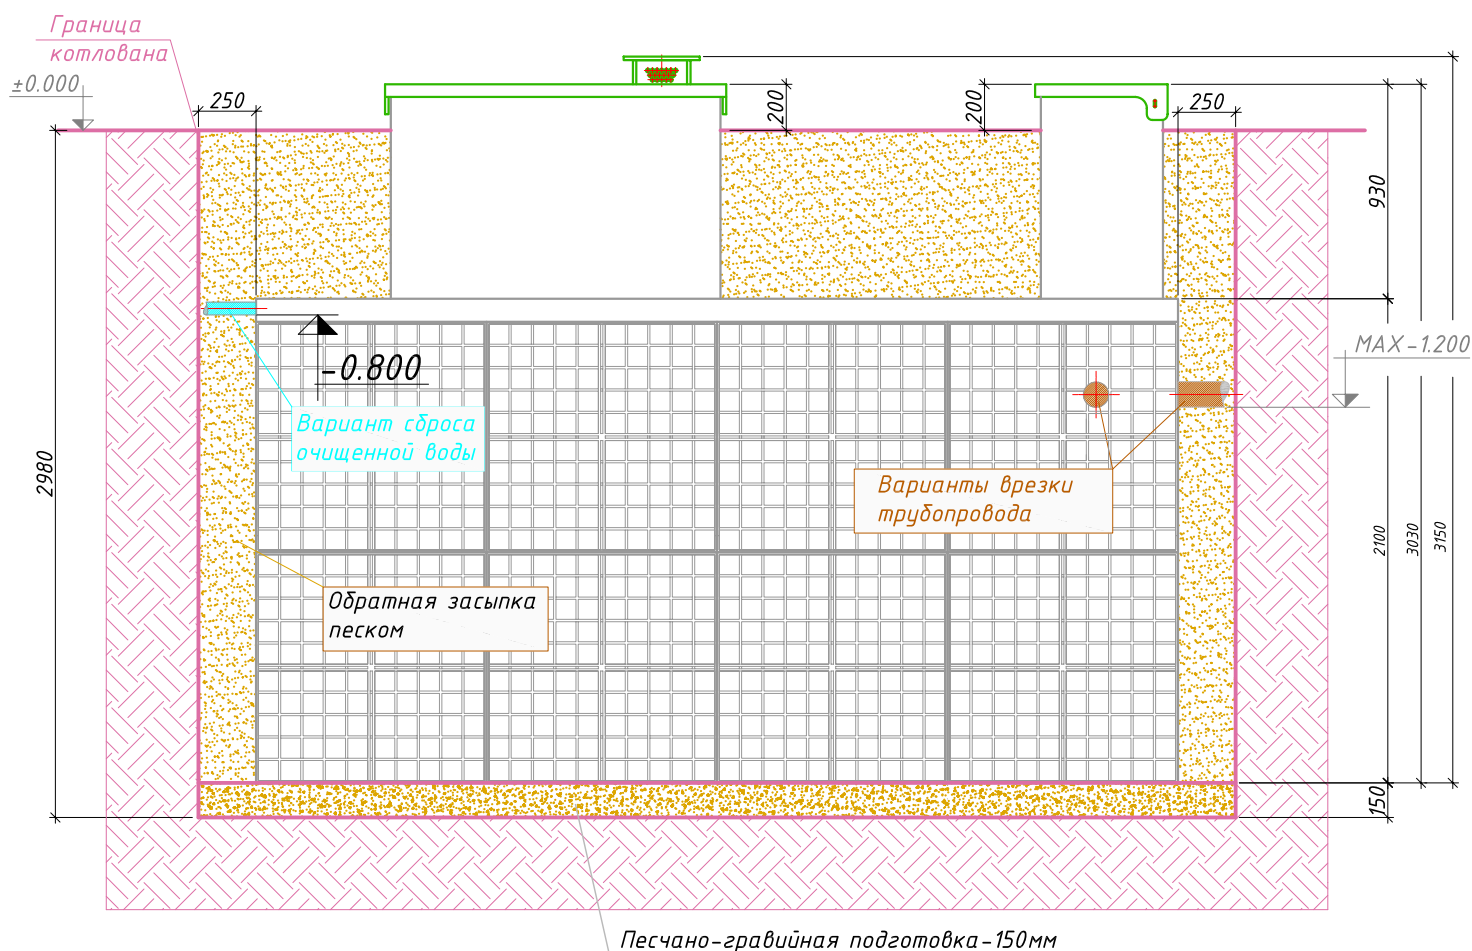 Граница
котлована
±0.000
250
200
200
250
930
-0.800
MAX-1.200
Вариант сброса
очищенной воды
2980
Варианты врезки
трубопровода
2100
3030
3150
Обратная засыпка
песком
150
Песчано-гравийная подготовка-150мм